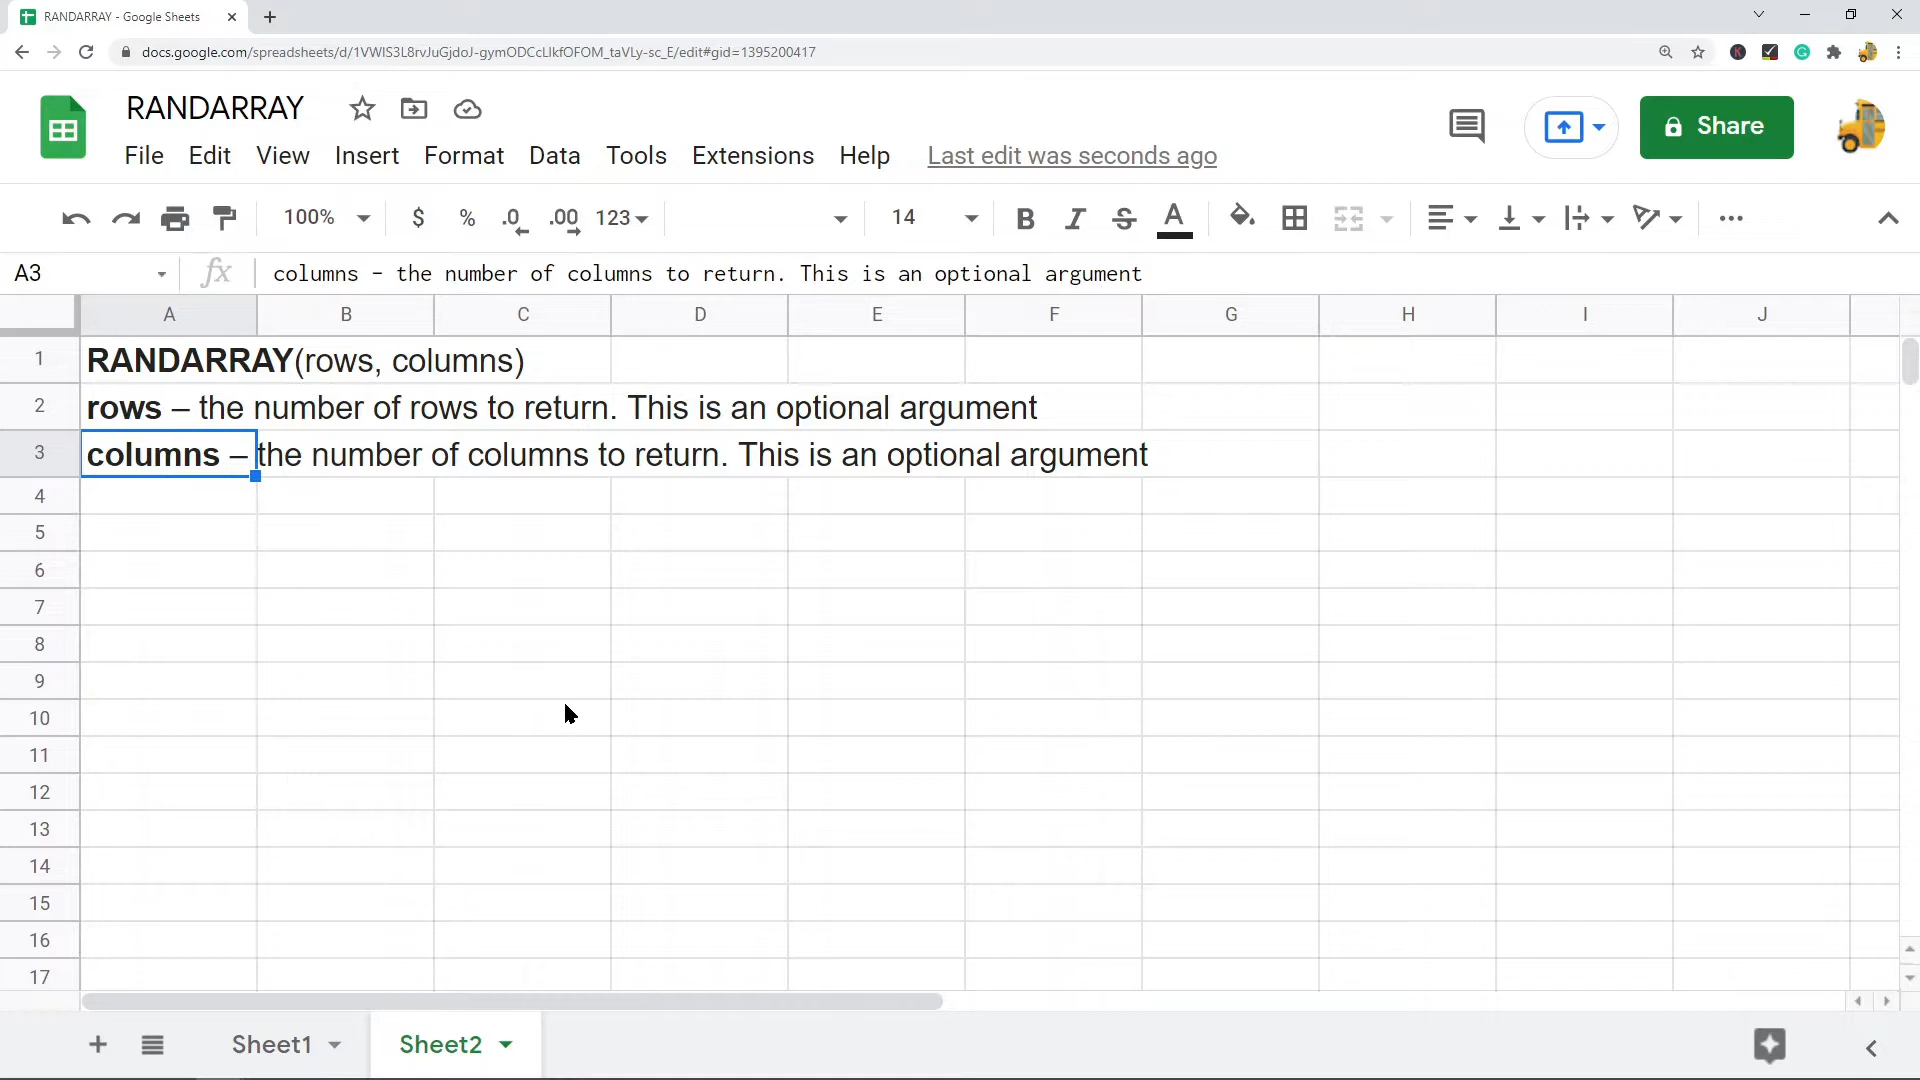 RANDARRAY - Google Sheets
docs.google.com/spreadsheets/d/1VWIS3L8rvJuGjdoJ-gymODCcLIkfOFOM_taVLy-sc_E/edit#gid=1395200417
RANDARRAY
Share
File Edit View Insert Format Data Tools Extensions Help Last edit was seconds ago
100% $ % .0 .00 123 14 B I S A
A3 fx columns – the number of columns to return. This is an optional argument
A B C D E F G H I J
1 RANDARRAY(rows, columns)
2 rows – the number of rows to return. This is an optional argument
3 columns – the number of columns to return. This is an optional argument
4
5
6
7
8
9
10
11
12
13
14
15
16
17
Sheet1 Sheet2